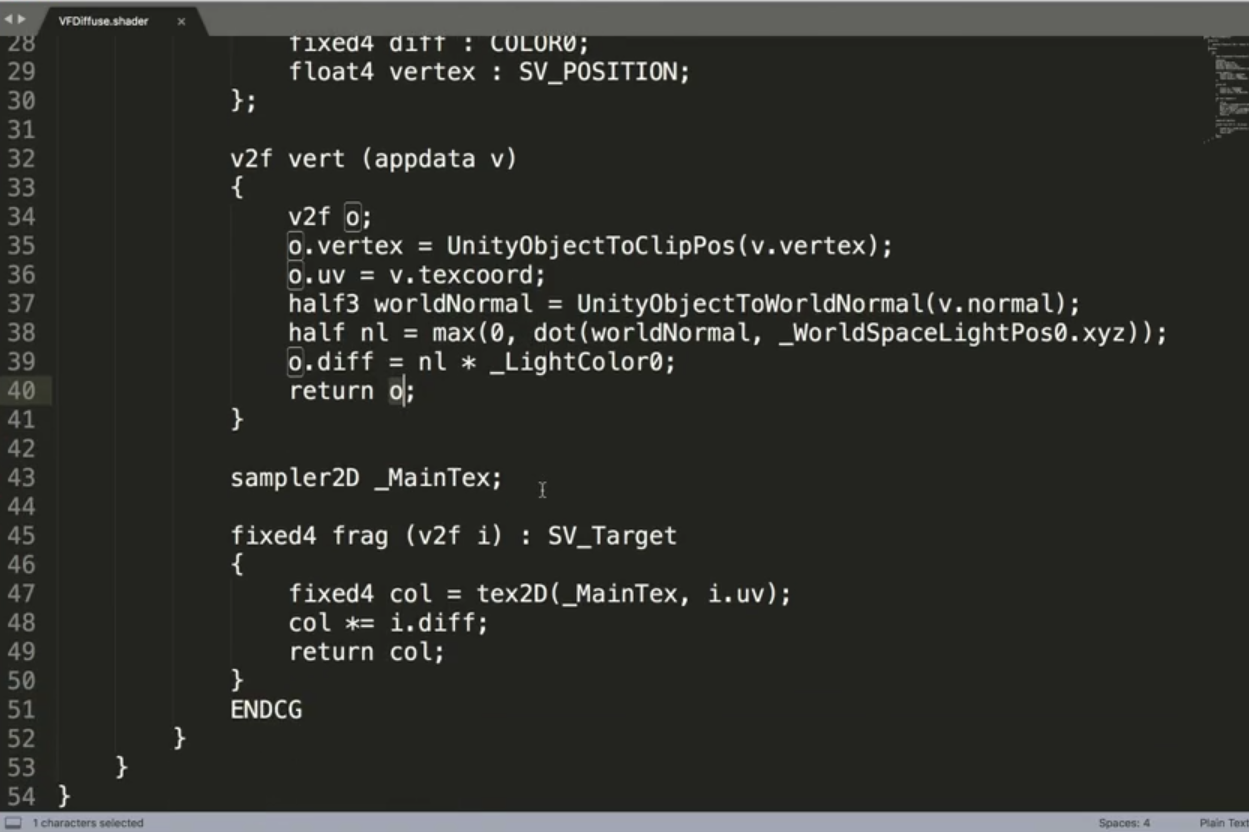 VFDiffuse.shader ×
28 fixed4 diff : COLOR0;
29 float4 vertex : SV_POSITION;
30 };
31
32 v2f vert (appdata v)
33 {
34 v2f o;
35 o.vertex = UnityObjectToClipPos(v.vertex);
36 o.uv = v.texcoord;
37 half3 worldNormal = UnityObjectToWorldNormal(v.normal);
38 half nl = max(0, dot(worldNormal, _WorldSpaceLightPos0.xyz));
39 o.diff = nl * _LightColor0;
40 return o;
41 }
42
43 sampler2D _MainTex;
44
45 fixed4 frag (v2f i) : SV_Target
46 {
47 fixed4 col = tex2D(_MainTex, i.uv);
48 col *= i.diff;
49 return col;
50 }
51 ENDCG
52 }
53 }
54 }
1 characters selected Spaces: 4 Plain Text